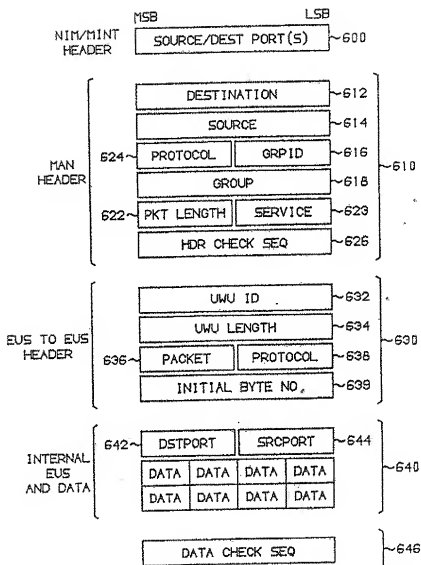 MSB LSB
NIM/MINT HEADER SOURCE/DEST PORT(S) 600
DESTINATION 612
SOURCE 614
624 PROTOCOL GRPID 616
MAN HEADER 610
GROUP 618
622 PKT LENGTH SERVICE 623
HDR CHECK SEQ 626
UWU ID 632
UWU LENGTH 634
EUS TO EUS HEADER 630
636 PACKET PROTOCOL 638
INITIAL BYTE NO. 639
642 DSTPORT SRCPORT 644
INTERNAL EUS AND DATA 640
DATA DATA DATA DATA
DATA DATA DATA DATA
DATA CHECK SEQ 646